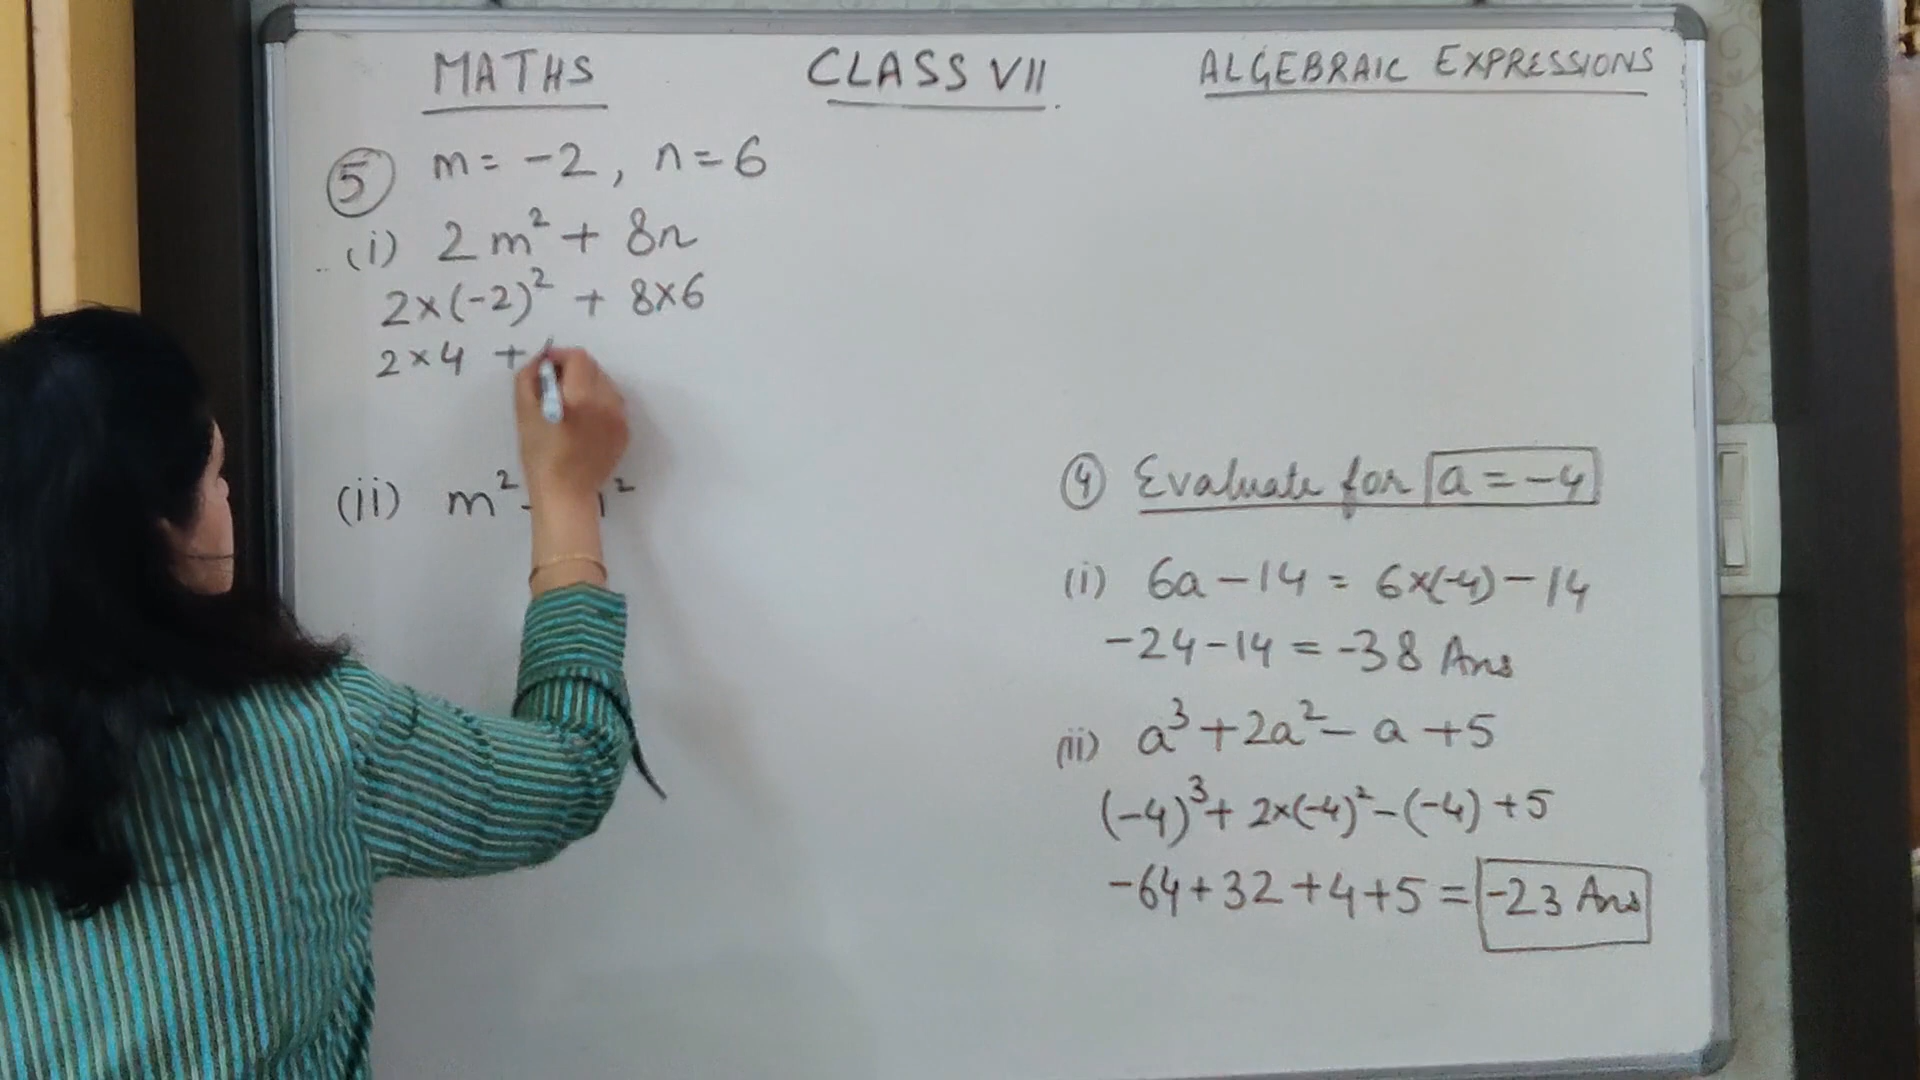 MATHS CLASS VII ALGEBRAIC EXPRESSIONS
5 m = -2, n = 6
(i) 2m² + 8n
2×(-2)² + 8×6
2×4 +
(ii) m² - ²
4 Evaluate for a = -4
(i) 6a - 14 = 6×(-4) - 14
-24-14 = -38 Ans
(ii) a³ + 2a² - a + 5
(-4)³ + 2×(-4)² - (-4) + 5
-64+32+4+5 = -23 Ans